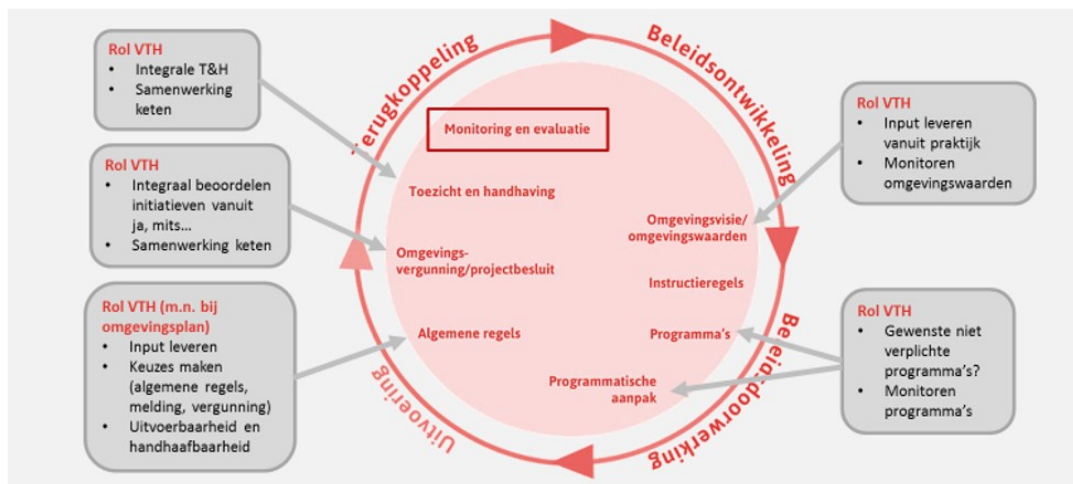 Rol VTH
• Integrale T&H
• Samenwerking
keten
Rol VTH
• Integraal beoordelen
initiatieven vanuit
ja, mits...
• Samenwerking keten
Rol VTH (m.n. bij
omgevingsplan)
• Input leveren
• Keuzes maken
(algemene regels,
melding, vergunning)
• Uitvoerbaarheid en
handhaafbaarheid
Terugkoppeling
Beleidsontwikkeling
Beleidsdoorwerking
Uitvoering
Monitoring en evaluatie
Toezicht en handhaving
Omgevings-
vergunning/projectbesluit
Algemene regels
Omgevingsvisie/
omgevingswaarden
Instructieregels
Programma's
Programmatische
aanpak
Rol VTH
• Input leveren
vanuit praktijk
• Monitoren
omgevingswaarden
Rol VTH
• Gewenste niet
verplichte
programma's?
• Monitoren
programma's